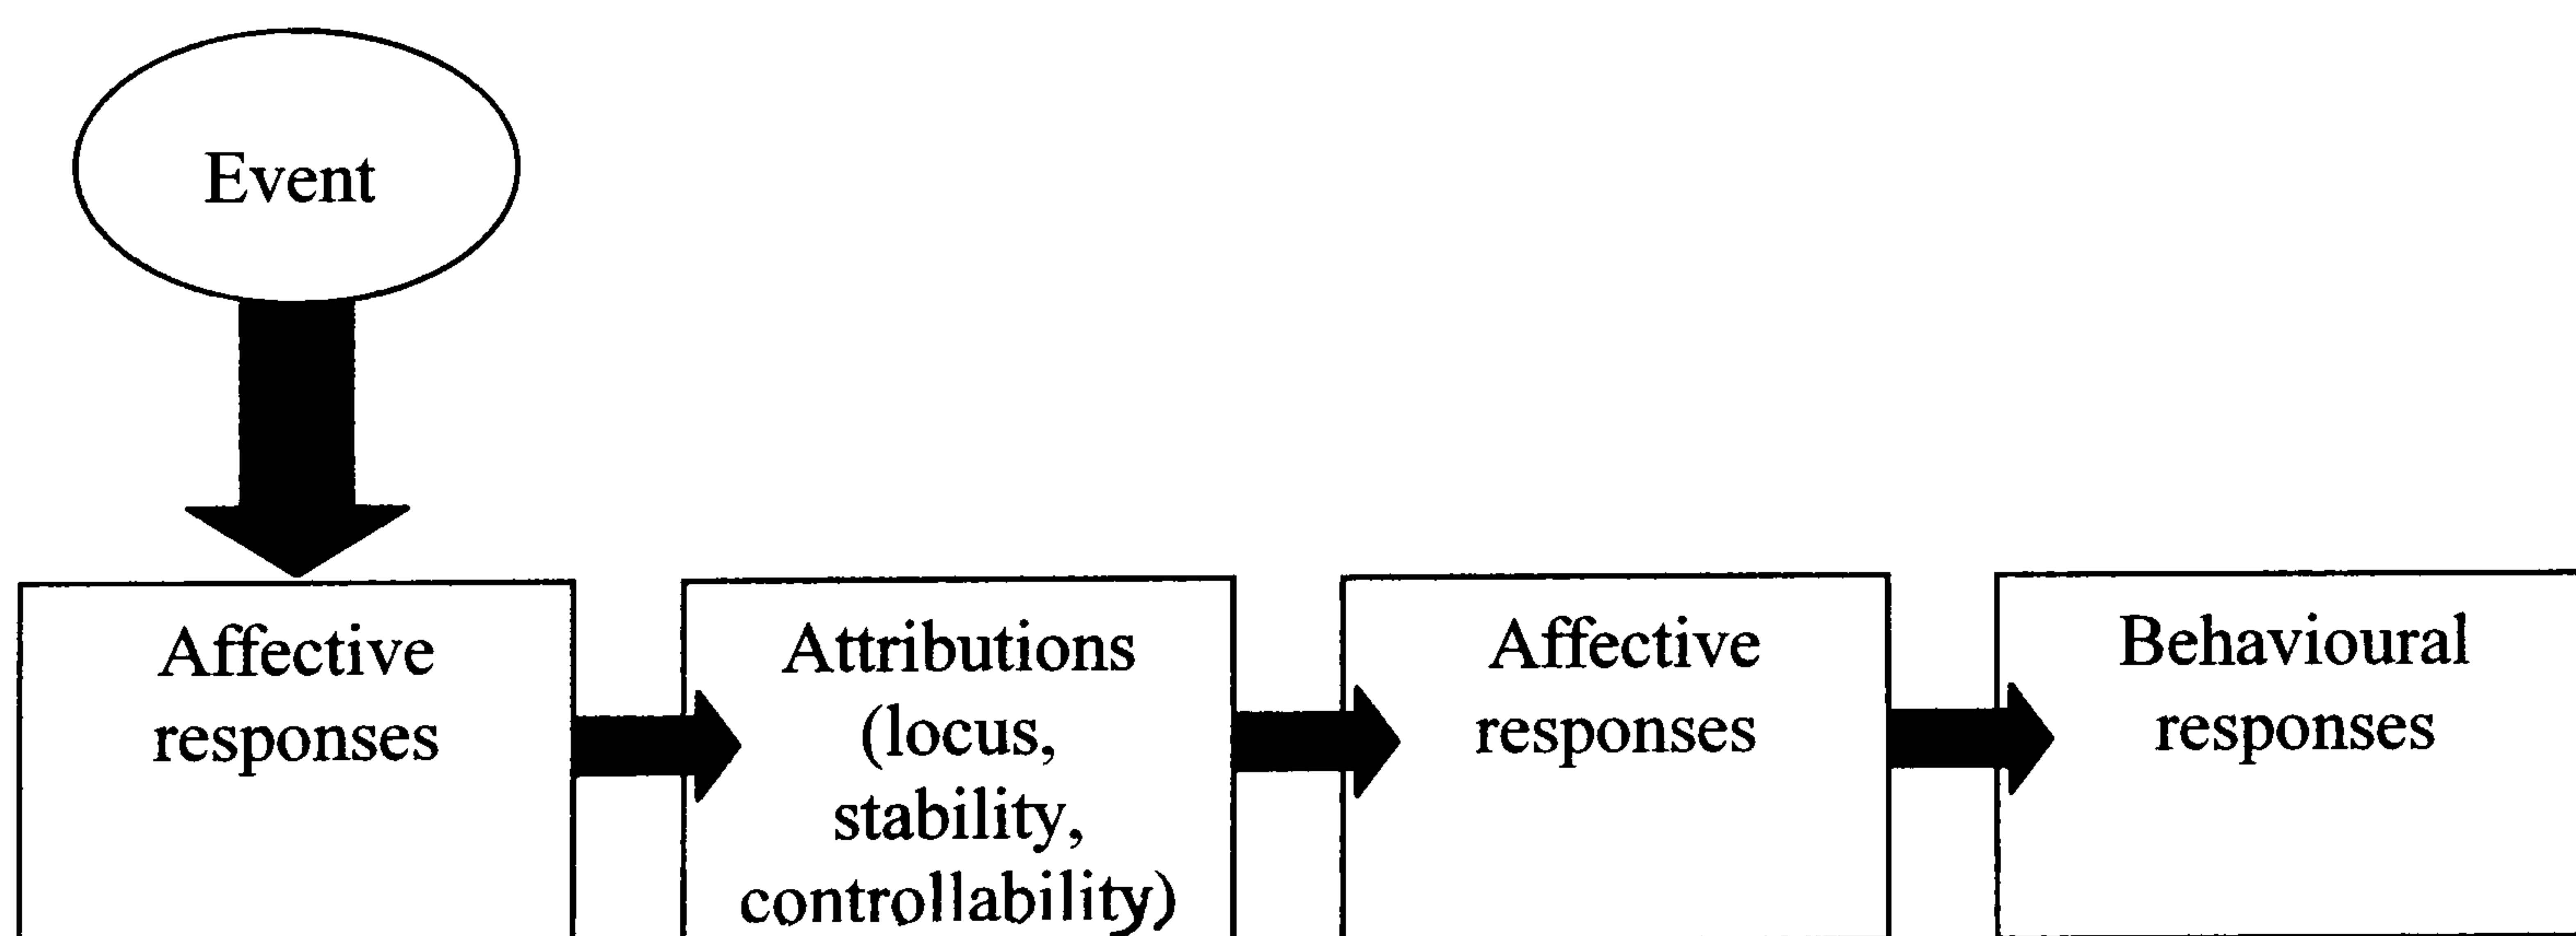 Event
Affective
responses
Attributions
(locus,
stability,
controllability)
Affective
responses
Behavioural
responses